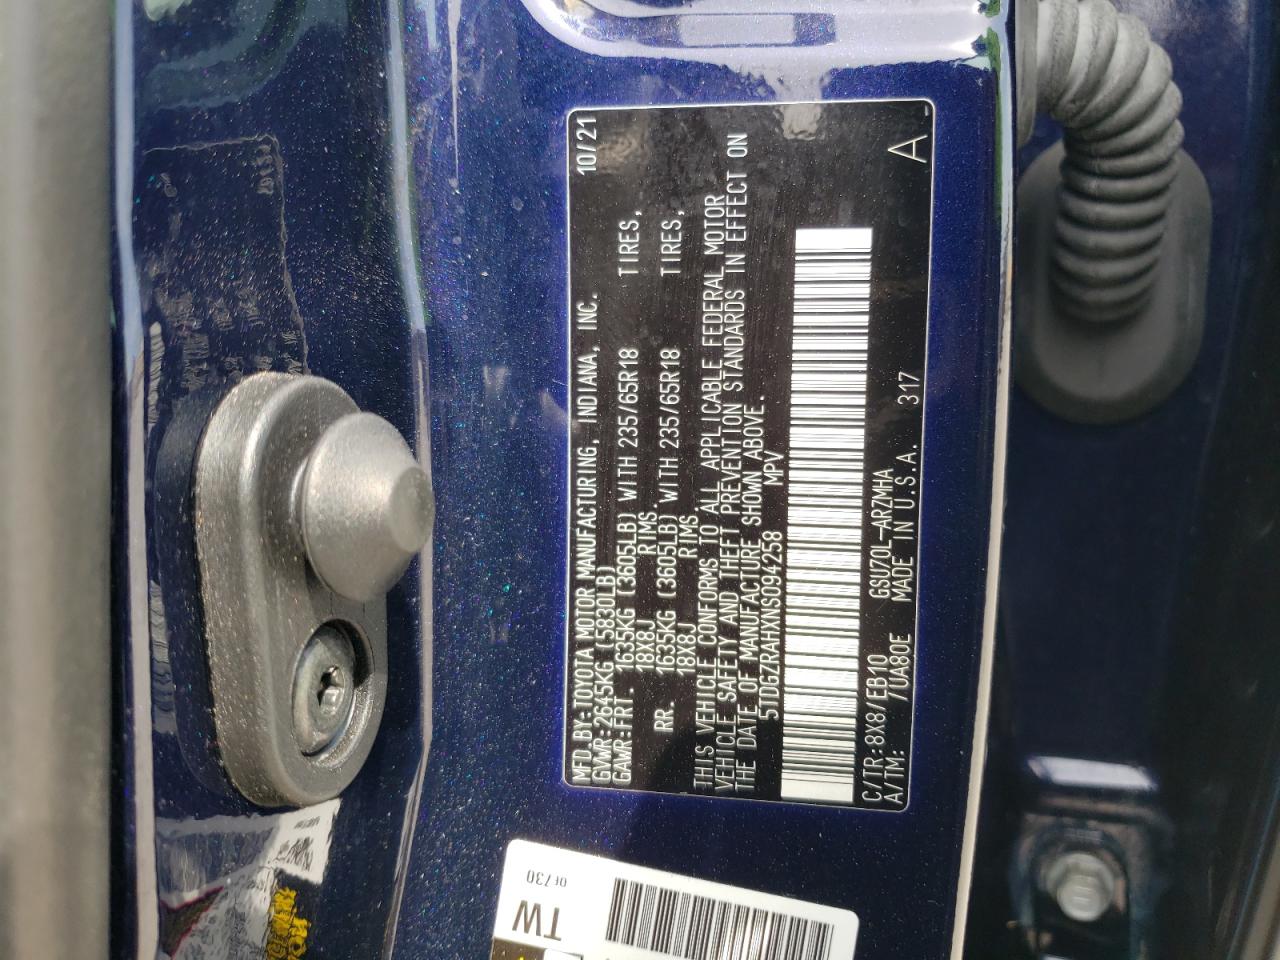 MFD.BY:TOYOTA MOTOR MANUFACTURING, INDIANA, INC. 10/21
GVWR:2645KG (5830LB)
GAWR:FRT. 1635KG (3605LB) WITH 235/65R18 TIRES,
18X8J RIMS.
RR. 1635KG (3605LB) WITH 235/65R18 TIRES,
18X8J RIMS.
THIS VEHICLE CONFORMS TO ALL APPLICABLE FEDERAL MOTOR
VEHICLE SAFETY AND THEFT PREVENTION STANDARDS IN EFFECT ON
THE DATE OF MANUFACTURE SHOWN ABOVE.
5TDGZRAHXNS094258 MPV
C/TR:8X8/EB10 GSU70L-ARZMHA A
A/TM: /UA80E MADE IN U.S.A. 317
0F730
TW